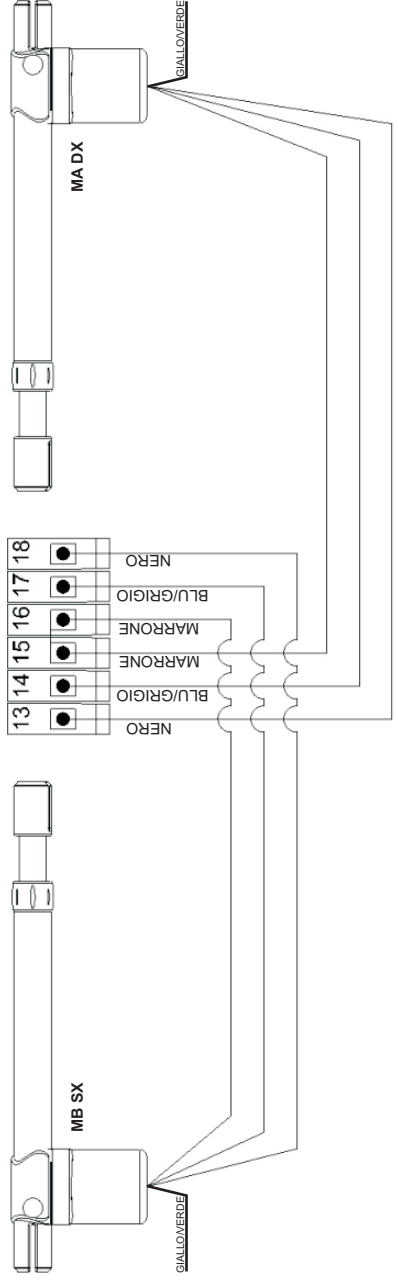 GIALLO/VERDE
MA DX
18
NERO
17
BLU/GRIGIO
16
MARRONE
15
MARRONE
14
BLU/GRIGIO
13
NERO
MB SX
GIALLO/VERDE